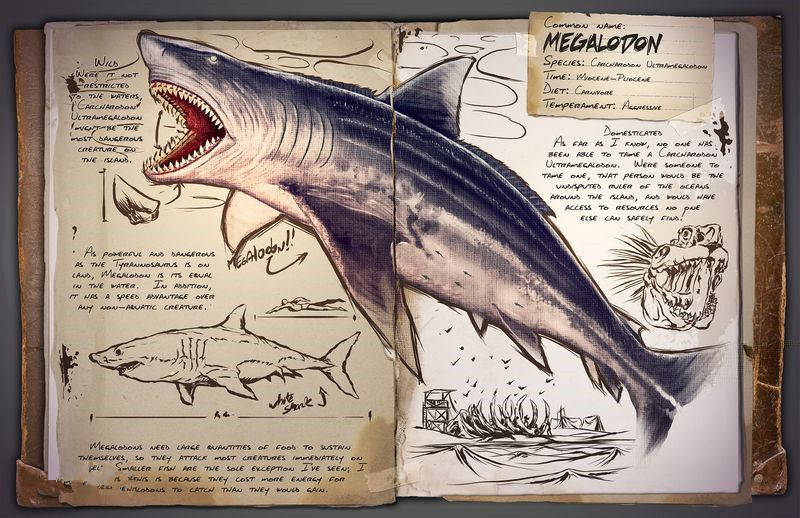 Common name:
Megalodon
Species: Carcharodon Ultramegalodon
Time: Miocene-Pliocene
Diet: Carnivore
Temperament: Aggressive
Wild
Were it not
restricted
to the waters,
Carcharodon
Ultramegalodon
might be the
most dangerous
creature on
the island.
Megalodon!!
As powerful and dangerous
as the Tyrannosaurus is on
land, Megalodon is its equal
in the water. In addition,
it has a speed advantage over
any non-aquatic creature.
white
shark
Megalodons need large quantities of food to sustain
themselves, so they attack most creatures immediately on
Smaller fish are the sole exception I've seen; I
this is because they cost more energy for
to catch than they would gain.
Domesticated
As far as I know, no one has
been able to tame a Carcharodon
Ultramegalodon. Were someone to
tame one, that person would be the
undisputed ruler of the oceans
around the island, and would have
access to resources no one
else can safely find!